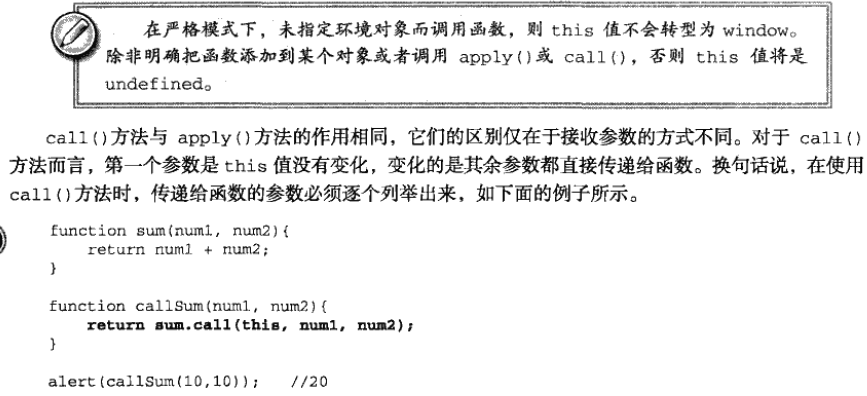 在严格模式下，未指定环境对象而调用函数，则 this 值不会转型为 window。
除非明确把函数添加到某个对象或者调用 apply()或 call()，否则 this 值将是
undefined。
call()方法与 apply()方法的作用相同，它们的区别仅在于接收参数的方式不同。对于 call()
方法而言，第一个参数是 this 值没有变化，变化的是其余参数都直接传递给函数。换句话说，在使用
call()方法时，传递给函数的参数必须逐个列举出来，如下面的例子所示。
function sum(num1, num2){
    return num1 + num2;
}
function callSum(num1, num2){
    return sum.call(this, num1, num2);
}
alert(callSum(10,10));   //20